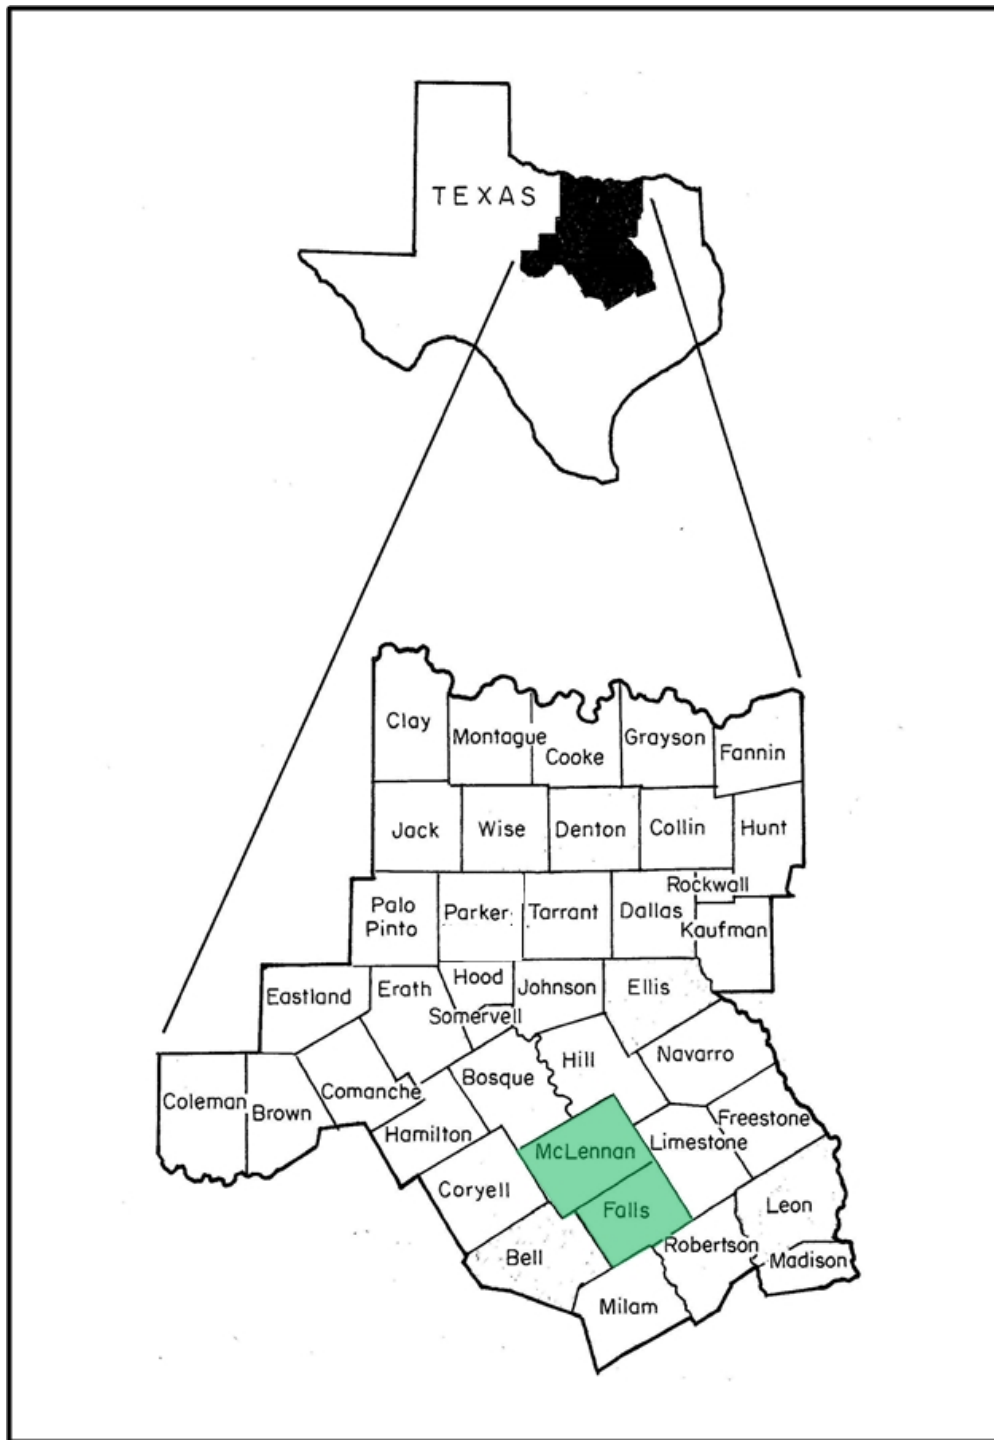 TEXAS
Clay
Montague
Cooke
Grayson
Fannin
Jack
Wise
Denton
Collin
Hunt
Rockwall
Palo
Pinto
Parker
Tarrant
Dallas
Kaufman
Eastland
Erath
Hood
Johnson
Ellis
Somervell
Coleman
Brown
Comanche
Bosque
Hill
Navarro
Hamilton
McLennan
Limestone
Freestone
Coryell
Falls
Leon
Bell
Robertson
Madison
Milam